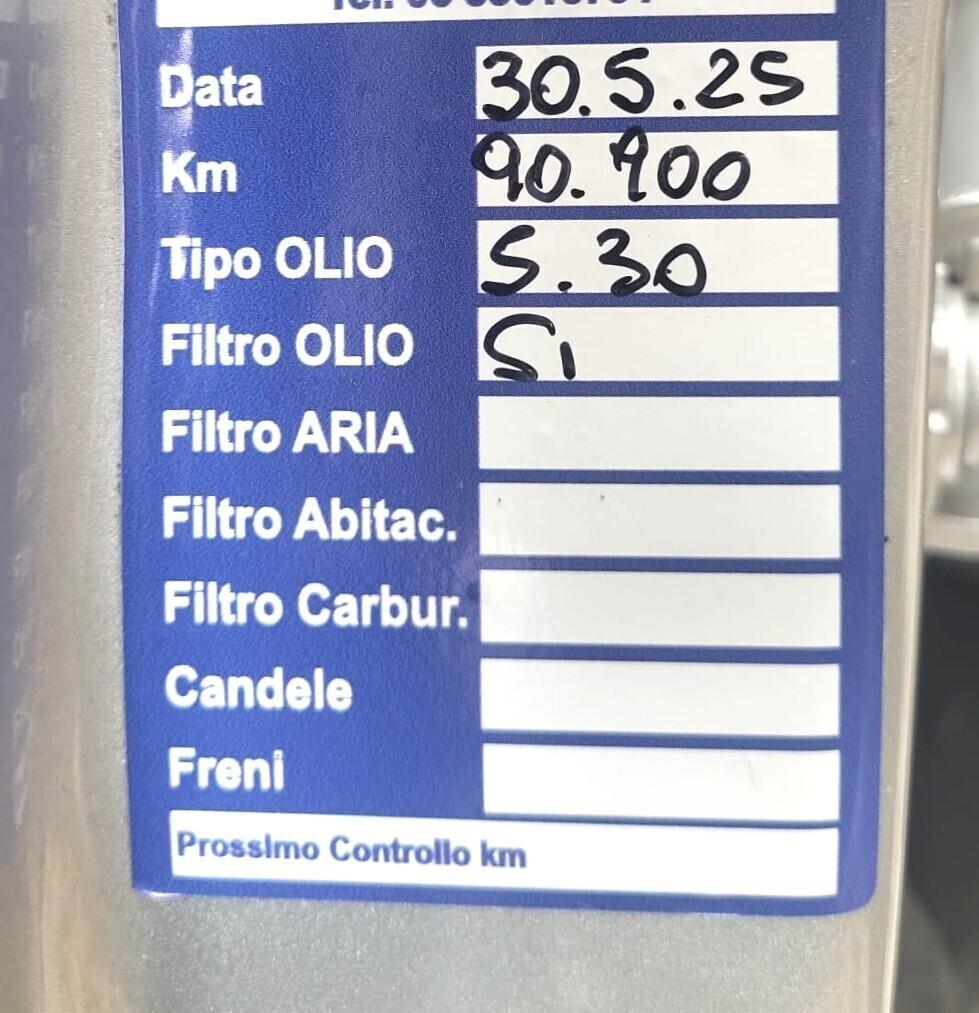 Tel.
Data 30.5.25
Km 90.900
Tipo OLIO 5.30
Filtro OLIO Si
Filtro ARIA
Filtro Abitac.
Filtro Carbur.
Candele
Freni
Prossimo Controllo km